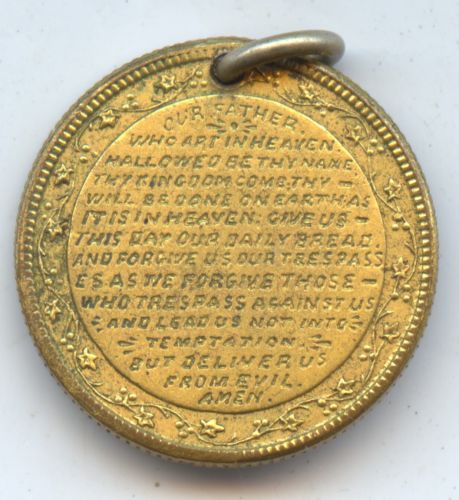 OUR FATHER.
WHO ART IN HEAVEN.
HALLOWED BE THY NAME
THY KINGDOM COME. THY —
WILL BE DONE ON EARTH AS
IT IS IN HEAVEN: GIVE US —
THIS DAY OUR DAILY BREAD
AND FORGIVE US OUR TRESPASS
ES AS WE FORGIVE THOSE —
WHO TRESPASS AGAINST US
AND LEAD US NOT INTO
TEMPTATION.
BUT DELIVER US
FROM EVIL.
AMEN.